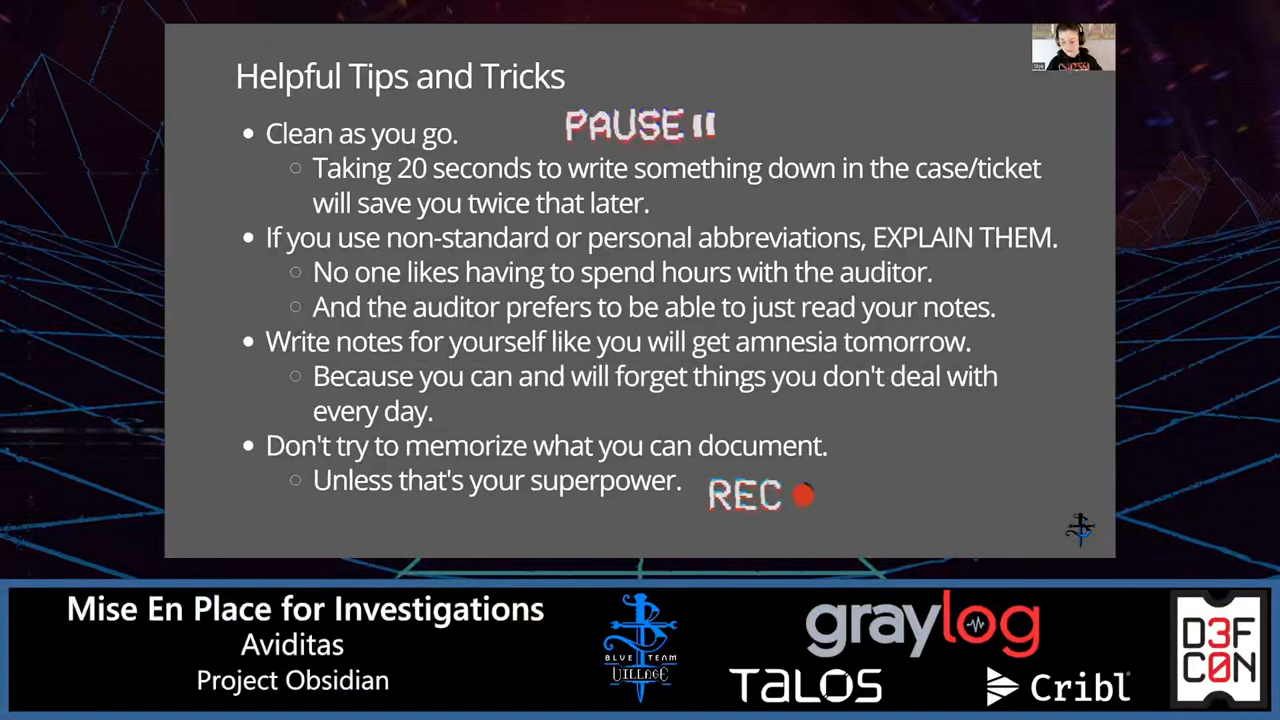 Helpful Tips and Tricks
PAUSE
• Clean as you go.
○ Taking 20 seconds to write something down in the case/ticket
will save you twice that later.
• If you use non-standard or personal abbreviations, EXPLAIN THEM.
○ No one likes having to spend hours with the auditor.
○ And the auditor prefers to be able to just read your notes.
• Write notes for yourself like you will get amnesia tomorrow.
○ Because you can and will forget things you don't deal with
every day.
• Don't try to memorize what you can document.
○ Unless that's your superpower.
REC
Mise En Place for Investigations
Aviditas
Project Obsidian
BLUE TEAM
VILLAGE
graylog
TALOS
Cribl
D3F
C0N